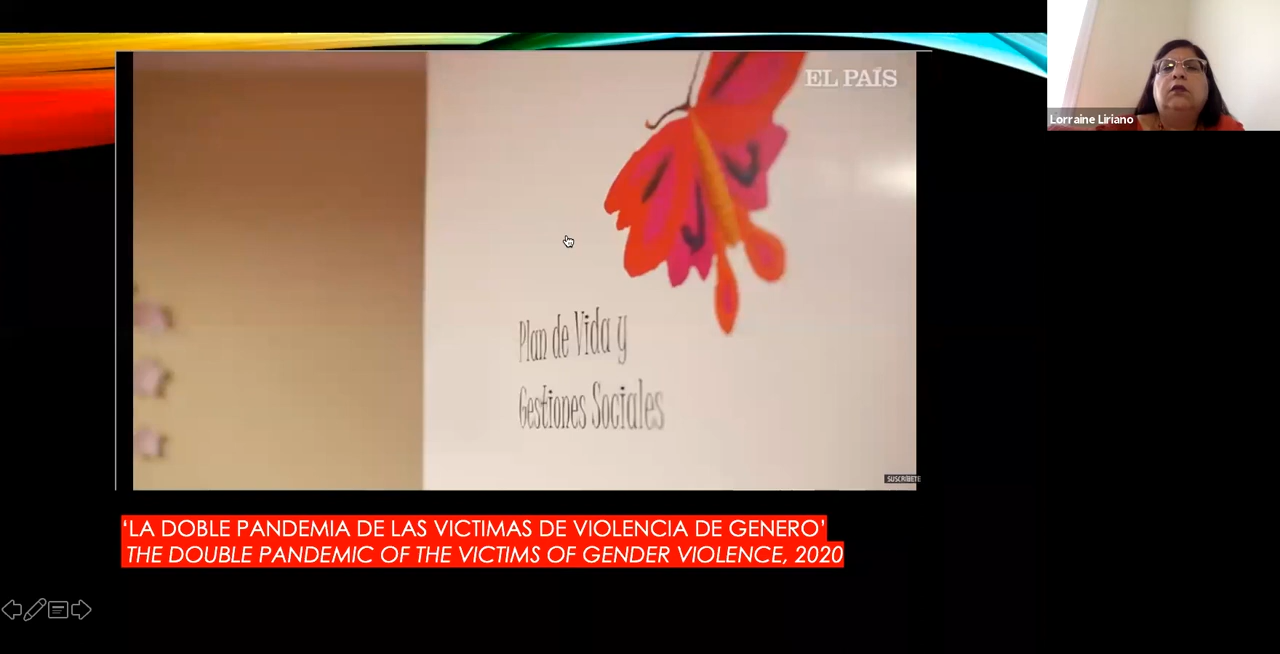 EL PAÍS
Lorraine Liriano
Plan de Vida y
Gestiones Sociales
SUSCRÍBETE
‘LA DOBLE PANDEMIA DE LAS VICTIMAS DE VIOLENCIA DE GENERO’
THE DOUBLE PANDEMIC OF THE VICTIMS OF GENDER VIOLENCE, 2020